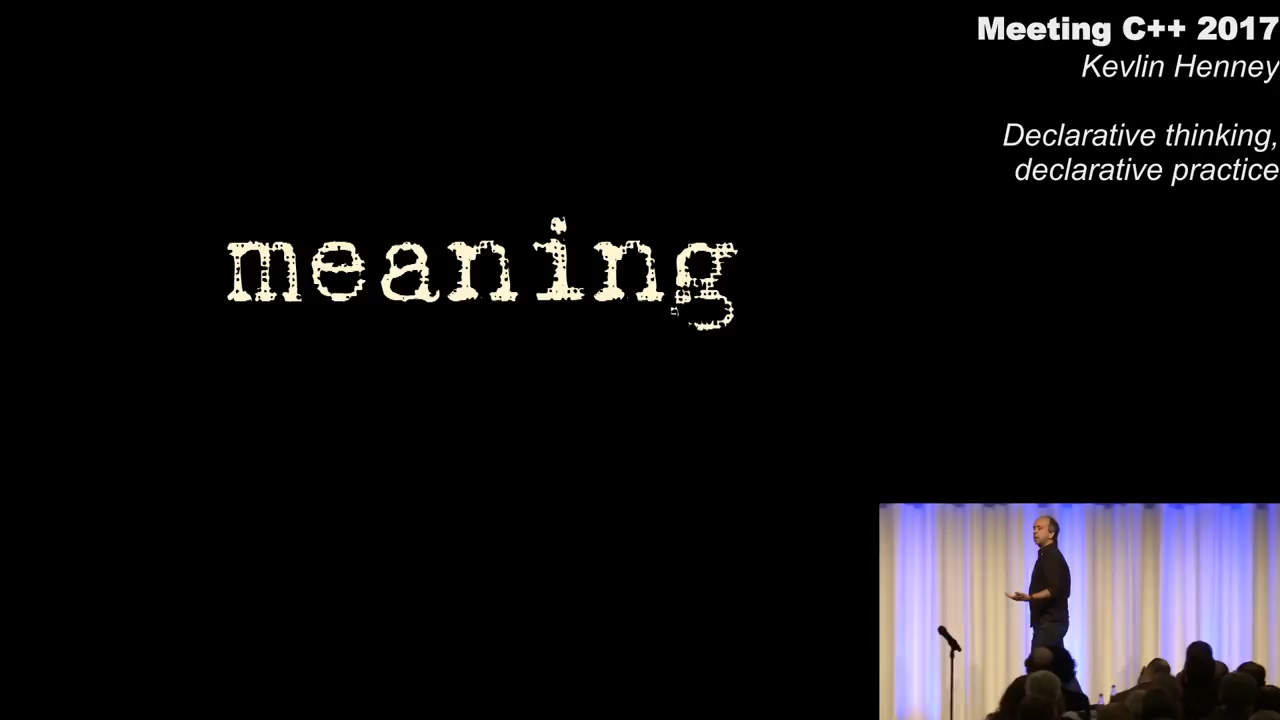 Meeting C++ 2017
Kevlin Henney
Declarative thinking,
declarative practice
meaning